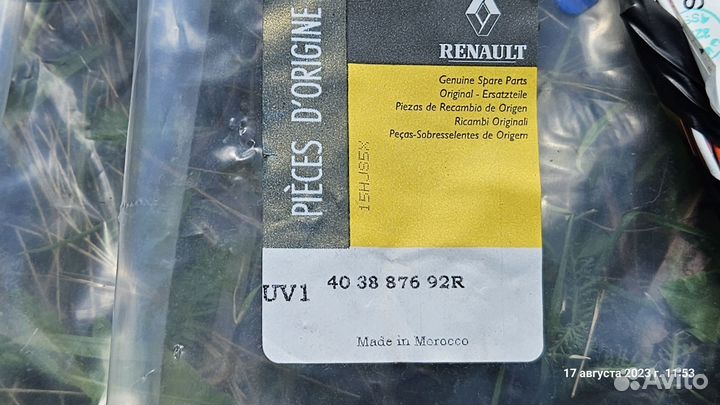 PIÈCES D'ORIGINE
RENAULT
Genuine Spare Parts
Original - Ersatzteile
Piezas de Recambio de Origen
Ricambi Originali
Peças-Sobresselentes de Origem
15HJS5X
UV1 40 38 876 92R
Made in Morocco
17 августа 2023 г. 11:53
Avito